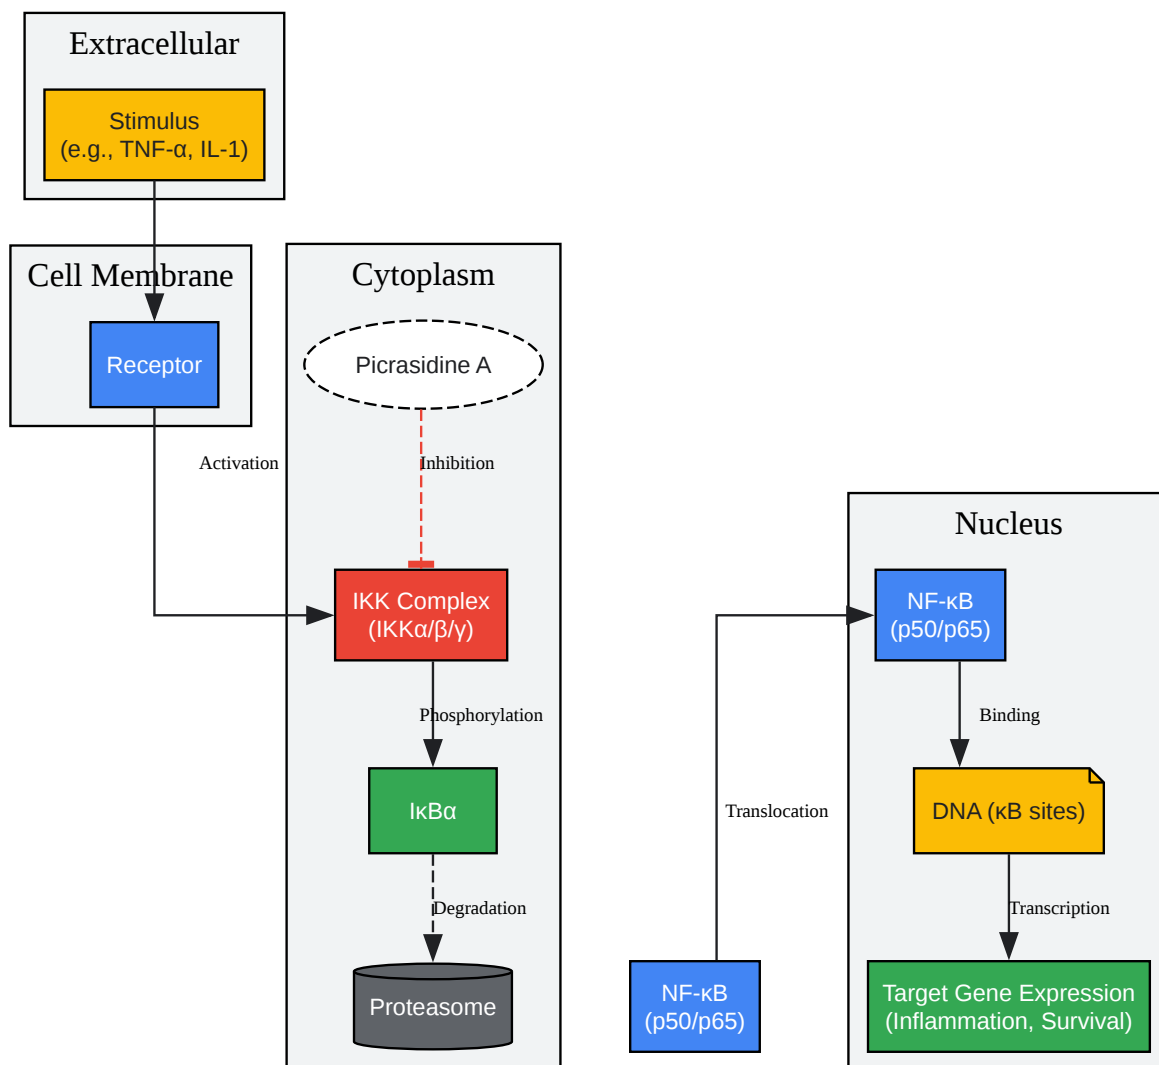 Extracellular
Stimulus
(e.g., TNF-α, IL-1)
Cell Membrane
Receptor
Activation
Cytoplasm
Picrasidine A
Inhibition
IKK Complex
(IKKα/β/γ)
Phosphorylation
IκBα
Degradation
Proteasome
NF-κB
(p50/p65)
Translocation
Nucleus
NF-κB
(p50/p65)
Binding
DNA (κB sites)
Transcription
Target Gene Expression
(Inflammation, Survival)